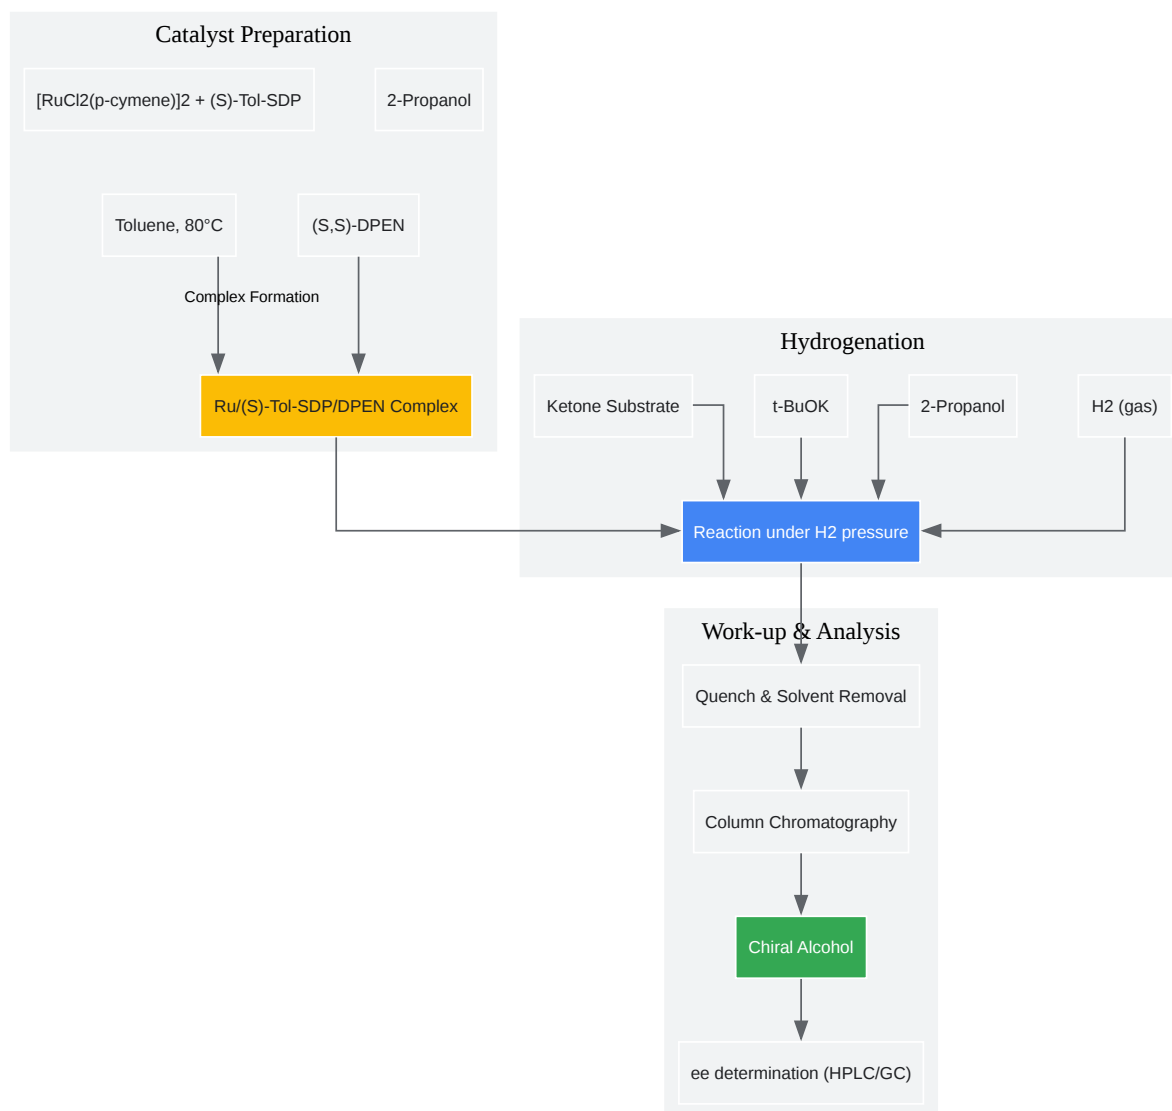 Catalyst Preparation
[RuCl2(p-cymene)]2 + (S)-Tol-SDP
2-Propanol
Toluene, 80°C
(S,S)-DPEN
Complex Formation
Ru/(S)-Tol-SDP/DPEN Complex
Hydrogenation
Ketone Substrate
t-BuOK
2-Propanol
H2 (gas)
Reaction under H2 pressure
Work-up & Analysis
Quench & Solvent Removal
Column Chromatography
Chiral Alcohol
ee determination (HPLC/GC)